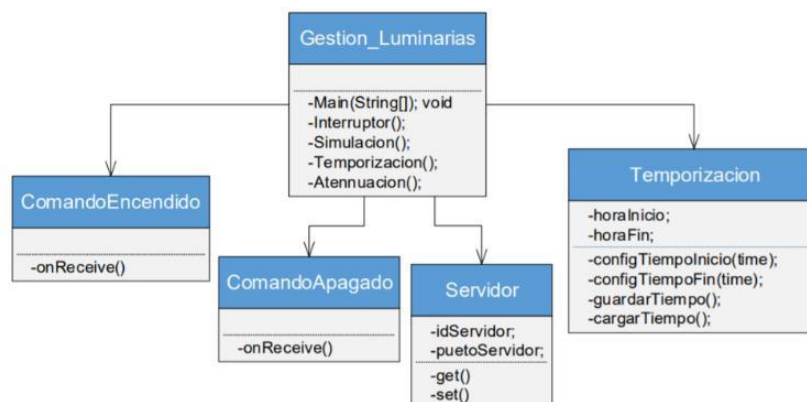 Gestion_Luminarias
-Main(String[]); void
-Interruptor();
-Simulacion();
-Temporizacion();
-Atennuacion();
ComandoEncendido
-onReceive()
ComandoApagado
-onReceive()
Servidor
-idServidor;
-puetoServidor;
-get()
-set()
Temporizacion
-horaInicio;
-horaFin;
-configTiempoInicio(time);
-configTiempoFin(time);
-guardarTiempo();
-cargarTiempo();